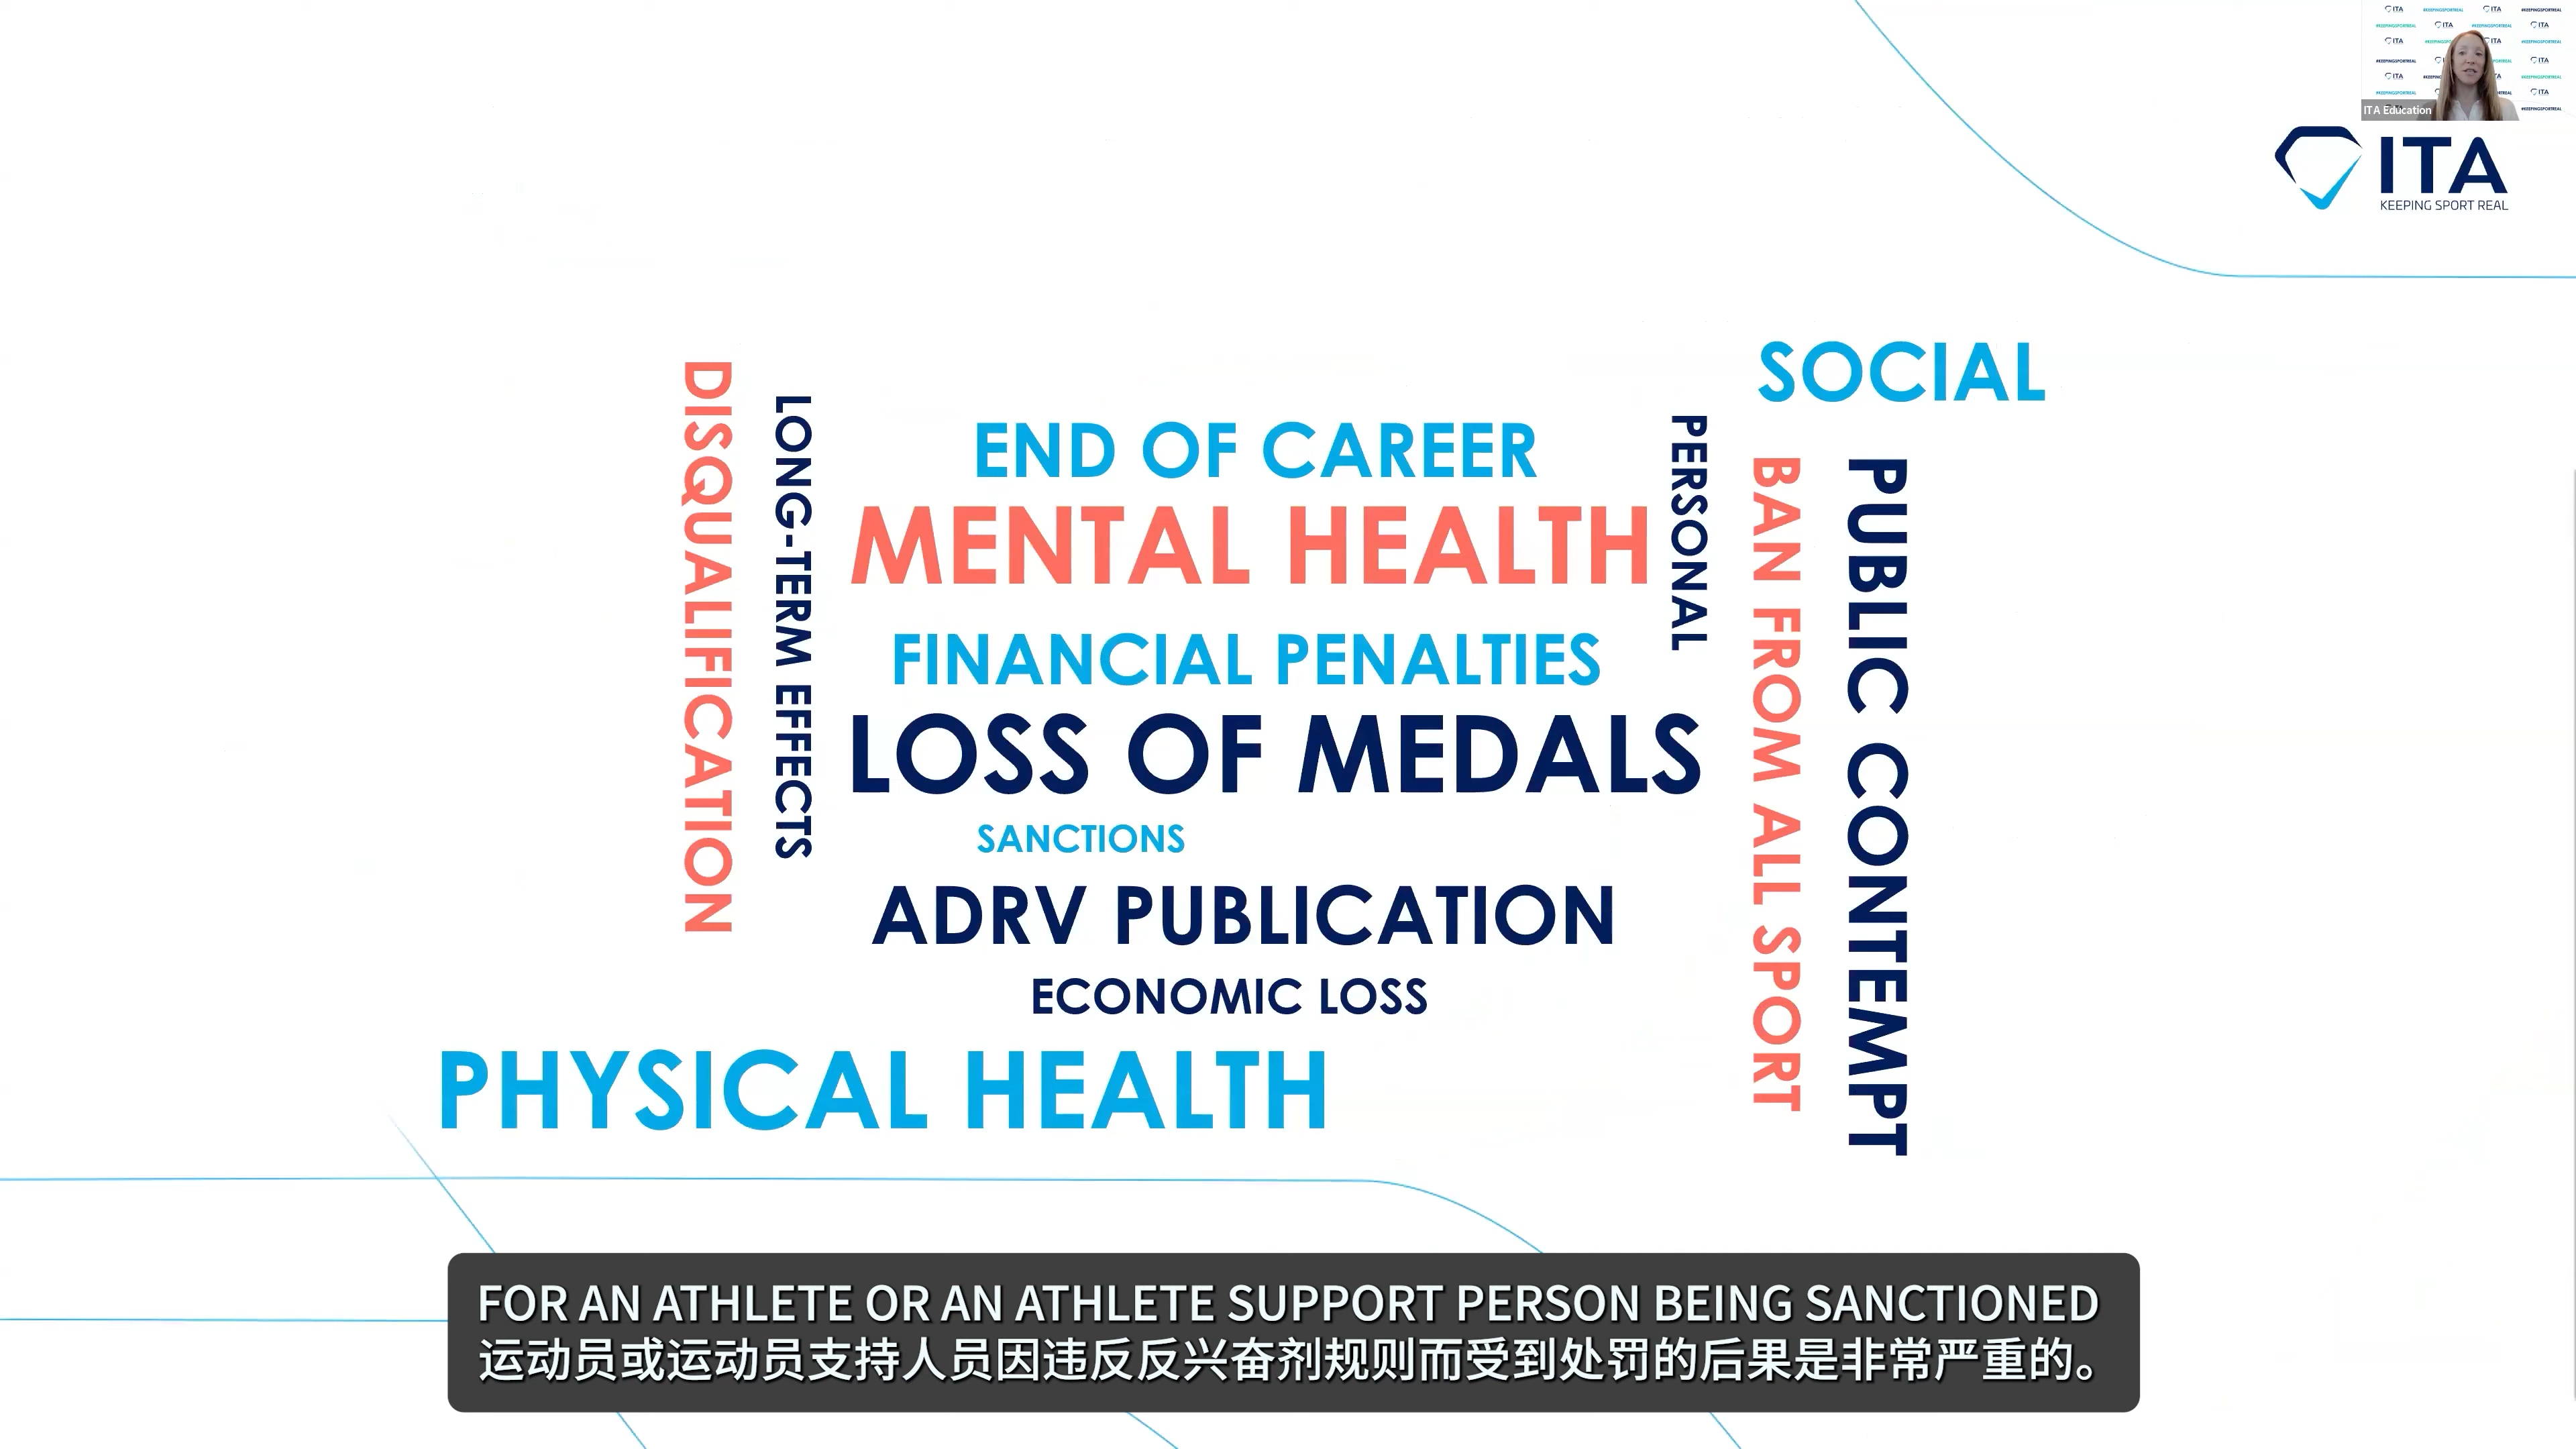 ITA Education
ITA
KEEPING SPORT REAL
SOCIAL
DISQUALIFICATION
LONG-TERM EFFECTS
END OF CAREER
MENTAL HEALTH
FINANCIAL PENALTIES
LOSS OF MEDALS
SANCTIONS
ADRV PUBLICATION
ECONOMIC LOSS
PHYSICAL HEALTH
PERSONAL
BAN FROM ALL SPORT
PUBLIC CONTEMPT
FOR AN ATHLETE OR AN ATHLETE SUPPORT PERSON BEING SANCTIONED
运动员或运动员支持人员因违反反兴奋剂规则而受到处罚的后果是非常严重的。